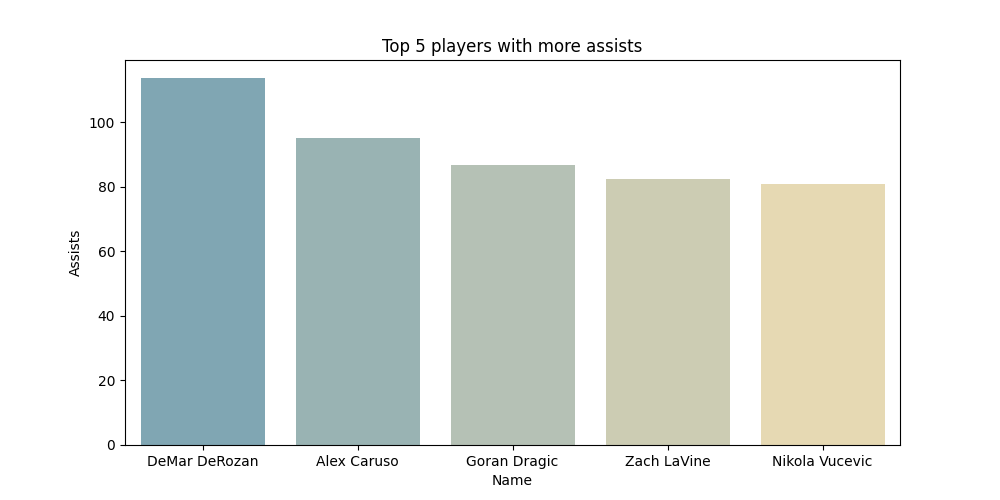 Top 5 players with more assists
100
80
60
40
20
0
Assists
DeMar DeRozan Alex Caruso Goran Dragic Zach LaVine Nikola Vucevic
Name